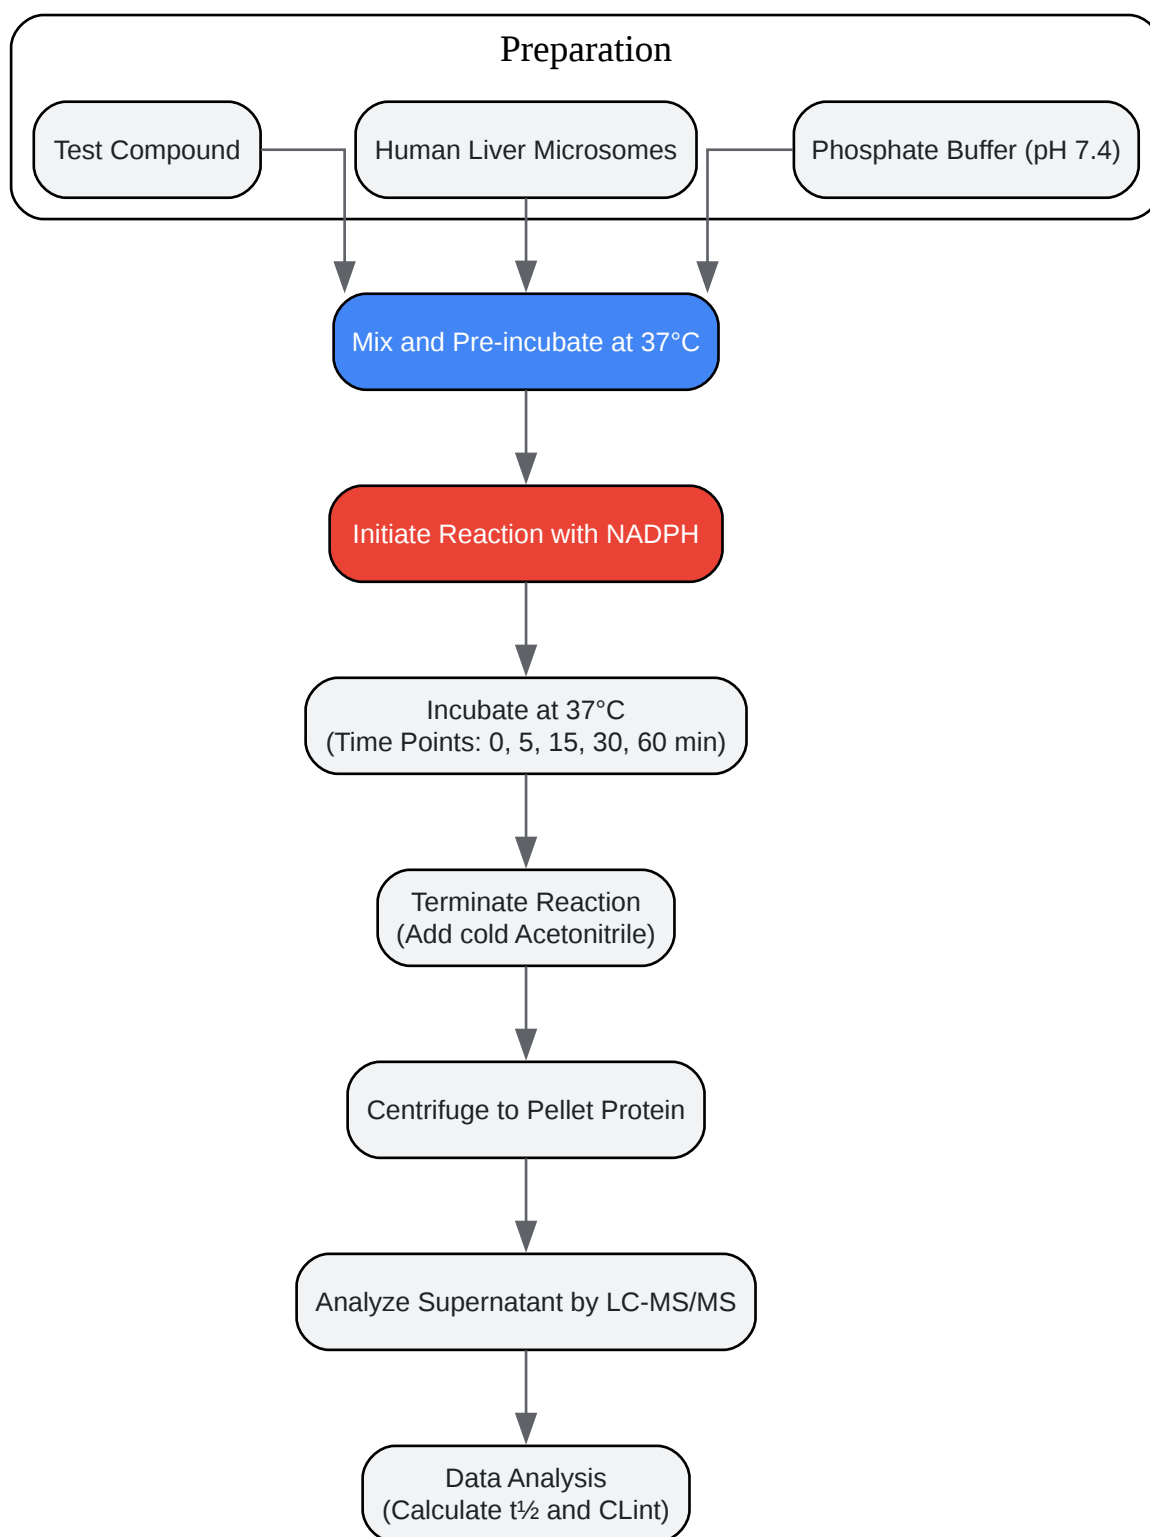 Preparation
Test Compound
Human Liver Microsomes
Phosphate Buffer (pH 7.4)
Mix and Pre-incubate at 37°C
Initiate Reaction with NADPH
Incubate at 37°C
(Time Points: 0, 5, 15, 30, 60 min)
Terminate Reaction
(Add cold Acetonitrile)
Centrifuge to Pellet Protein
Analyze Supernatant by LC-MS/MS
Data Analysis
(Calculate t½ and CLint)